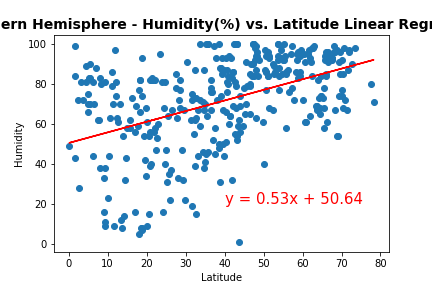 ern Hemisphere - Humidity(%) vs. Latitude Linear Regr
100
80
60
40
20
0
Humidity
y = 0.53x + 50.64
0 10 20 30 40 50 60 70 80
Latitude